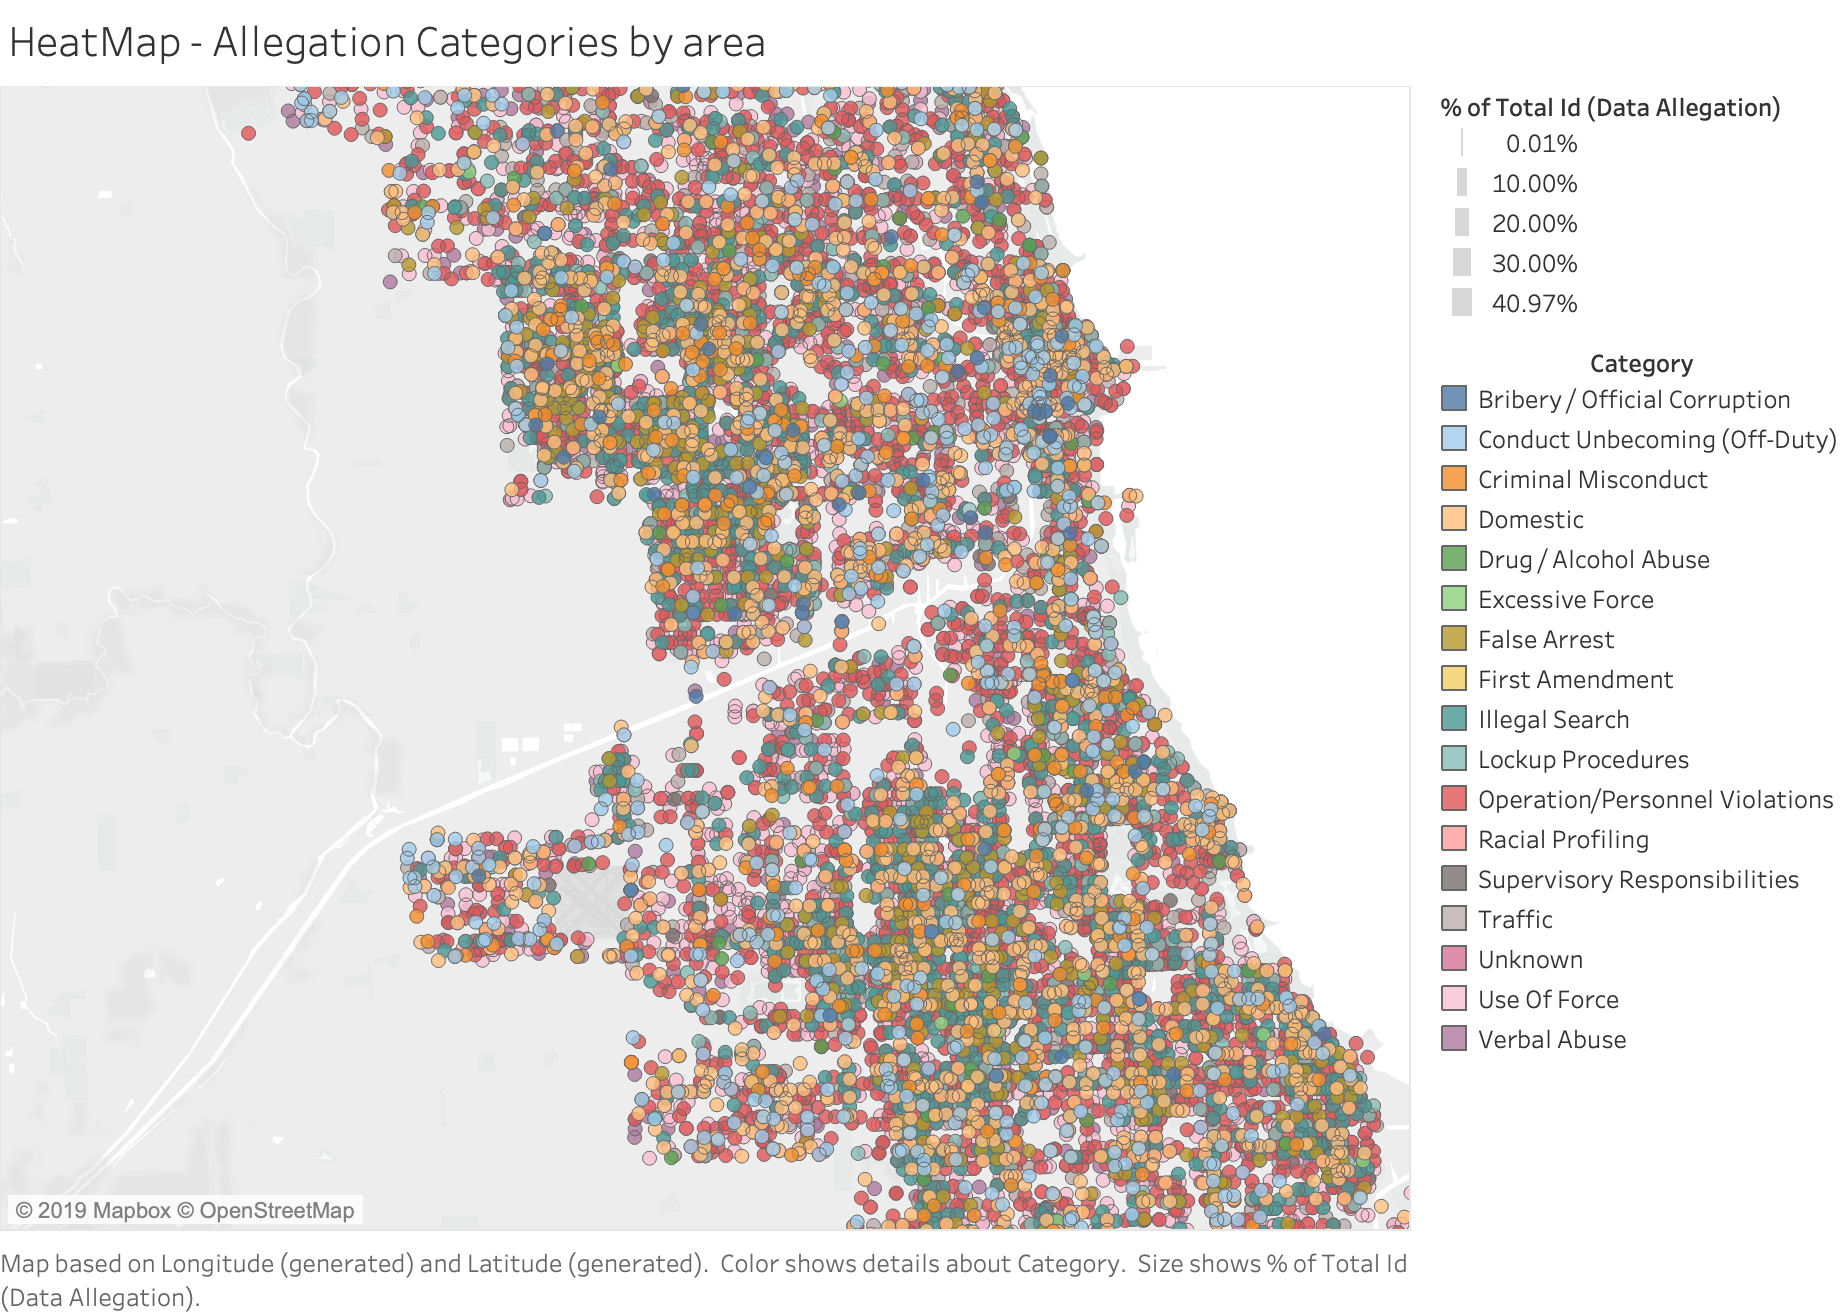 HeatMap - Allegation Categories by area
% of Total Id (Data Allegation)
0.01%
10.00%
20.00%
30.00%
40.97%
Category
Bribery / Official Corruption
Conduct Unbecoming (Off-Duty)
Criminal Misconduct
Domestic
Drug / Alcohol Abuse
Excessive Force
False Arrest
First Amendment
Illegal Search
Lockup Procedures
Operation/Personnel Violations
Racial Profiling
Supervisory Responsibilities
Traffic
Unknown
Use Of Force
Verbal Abuse
© 2019 Mapbox © OpenStreetMap
Map based on Longitude (generated) and Latitude (generated).  Color shows details about Category.  Size shows % of Total Id
(Data Allegation).